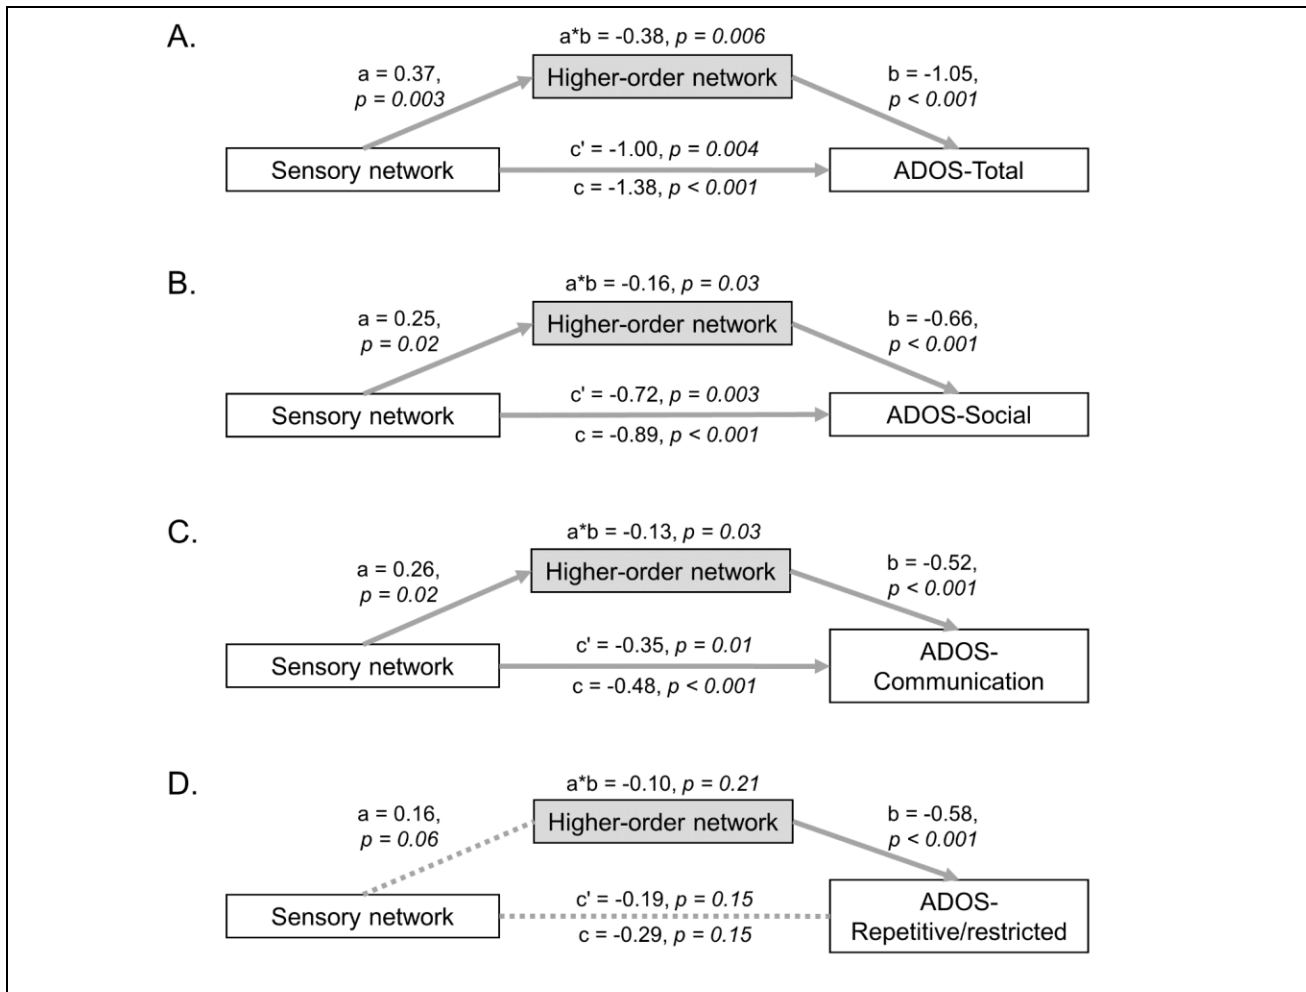 A.
a*b = -0.38, p = 0.006
a = 0.37,
p = 0.003
Higher-order network
b = -1.05,
p < 0.001
Sensory network
c' = -1.00, p = 0.004
c = -1.38, p < 0.001
ADOS-Total
B.
a*b = -0.16, p = 0.03
a = 0.25,
p = 0.02
Higher-order network
b = -0.66,
p < 0.001
Sensory network
c' = -0.72, p = 0.003
c = -0.89, p < 0.001
ADOS-Social
C.
a*b = -0.13, p = 0.03
a = 0.26,
p = 0.02
Higher-order network
b = -0.52,
p < 0.001
Sensory network
c' = -0.35, p = 0.01
c = -0.48, p < 0.001
ADOS-
Communication
D.
a*b = -0.10, p = 0.21
a = 0.16,
p = 0.06
Higher-order network
b = -0.58,
p < 0.001
Sensory network
c' = -0.19, p = 0.15
c = -0.29, p = 0.15
ADOS-
Repetitive/restricted